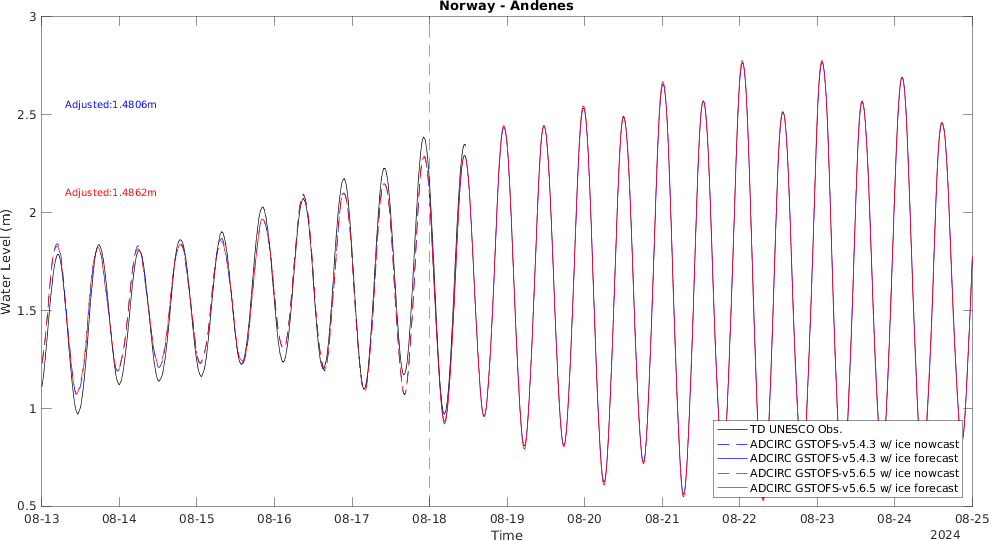 Norway - Andenes
3
2.5
2
1.5
1
0.5
Water Level (m)
Adjusted:1.4806m
Adjusted:1.4862m
TD UNESCO Obs.
ADCIRC GSTOFS-v5.4.3 w/ ice nowcast
ADCIRC GSTOFS-v5.4.3 w/ ice forecast
ADCIRC GSTOFS-v5.6.5 w/ ice nowcast
ADCIRC GSTOFS-v5.6.5 w/ ice forecast
08-13 08-14 08-15 08-16 08-17 08-18 08-19 08-20 08-21 08-22 08-23 08-24 08-25
Time
2024